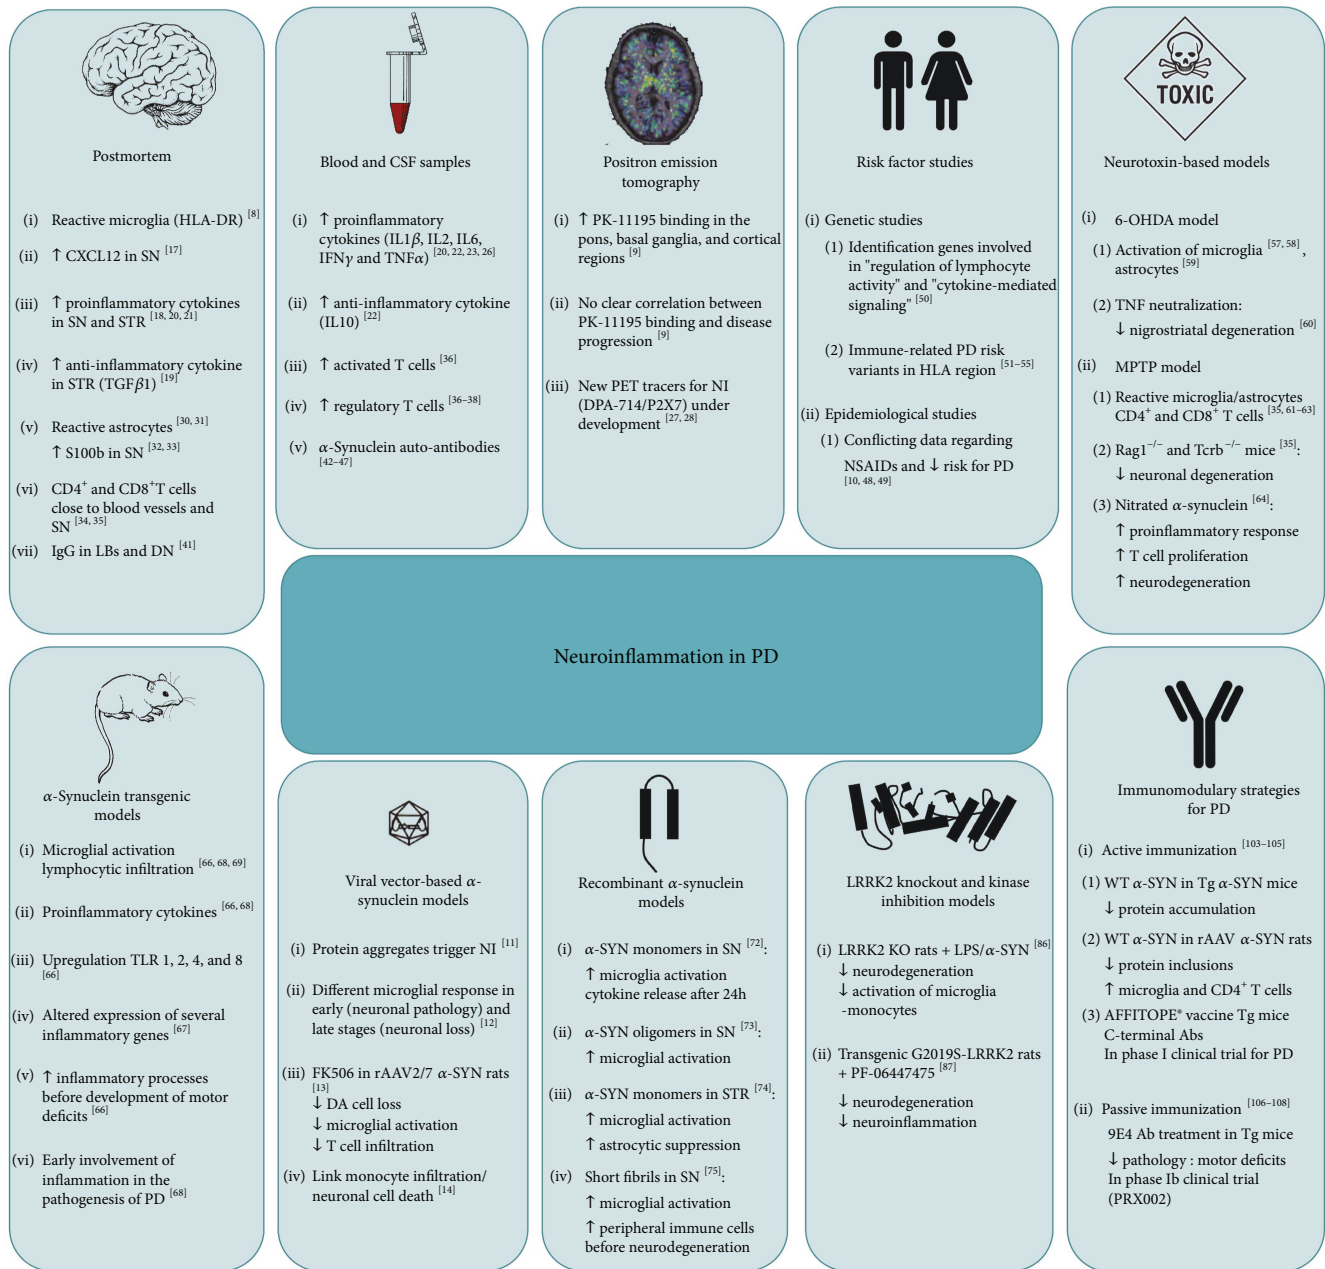 Postmortem
(i) Reactive microglia (HLA-DR) [8]
(ii) ↑ CXCL12 in SN [17]
(iii) ↑ proinflammatory cytokines
in SN and STR [18, 20, 21]
(iv) ↑ anti-inflammatory cytokine
in STR (TGFβ1) [19]
(v) Reactive astrocytes [30, 31]
↑ S100b in SN [32, 33]
(vi) CD4⁺ and CD8⁺T cells
close to blood vessels and
SN [34, 35]
(vii) IgG in LBs and DN [41]
Blood and CSF samples
(i) ↑ proinflammatory
cytokines (IL1β, IL2, IL6,
IFNγ and TNFα) [20, 22, 23, 26]
(ii) ↑ anti-inflammatory cytokine
(IL10) [22]
(iii) ↑ activated T cells [36]
(iv) ↑ regulatory T cells [36–38]
(v) α-Synuclein auto-antibodies
[42–47]
Positron emission
tomography
(i) ↑ PK-11195 binding in the
pons, basal ganglia, and cortical
regions [9]
(ii) No clear correlation between
PK-11195 binding and disease
progression [9]
(iii) New PET tracers for NI
(DPA-714/P2X7) under
development [27, 28]
Risk factor studies
(i) Genetic studies
(1) Identification genes involved
in "regulation of lymphocyte
activity" and "cytokine-mediated
signaling" [50]
(2) Immune-related PD risk
variants in HLA region [51–55]
(ii) Epidemiological studies
(1) Conflicting data regarding
NSAIDs and ↓ risk for PD
[10, 48, 49]
TOXIC
Neurotoxin-based models
(i) 6-OHDA model
(1) Activation of microglia [57, 58],
astrocytes [59]
(2) TNF neutralization:
↓ nigrostriatal degeneration [60]
(ii) MPTP model
(1) Reactive microglia/astrocytes
CD4⁺ and CD8⁺ T cells [35, 61–63]
(2) Rag1⁻/⁻ and Tcrb⁻/⁻ mice [35]:
↓ neuronal degeneration
(3) Nitrated α-synuclein [64]:
↑ proinflammatory response
↑ T cell proliferation
↑ neurodegeneration
Neuroinflammation in PD
α-Synuclein transgenic
models
(i) Microglial activation
lymphocytic infiltration [66, 68, 69]
(ii) Proinflammatory cytokines [66, 68]
(iii) Upregulation TLR 1, 2, 4, and 8
[66]
(iv) Altered expression of several
inflammatory genes [67]
(v) ↑ inflammatory processes
before development of motor
deficits [66]
(vi) Early involvement of
inflammation in the
pathogenesis of PD [68]
Viral vector-based α-
synuclein models
(i) Protein aggregates trigger NI [11]
(ii) Different microglial response in
early (neuronal pathology) and
late stages (neuronal loss) [12]
(iii) FK506 in rAAV2/7 α-SYN rats
[13]
↓ DA cell loss
↓ microglial activation
↓ T cell infiltration
(iv) Link monocyte infiltration/
neuronal cell death [14]
Recombinant α-synuclein
models
(i) α-SYN monomers in SN [72]:
↑ microglia activation
cytokine release after 24h
(ii) α-SYN oligomers in SN [73]:
↑ microglial activation
(iii) α-SYN monomers in STR [74]:
↑ microglial activation
↑ astrocytic suppression
(iv) Short fibrils in SN [75]:
↑ microglial activation
↑ peripheral immune cells
before neurodegeneration
LRRK2 knockout and kinase
inhibition models
(i) LRRK2 KO rats + LPS/α-SYN [86]
↓ neurodegeneration
↓ activation of microglia
-monocytes
(ii) Transgenic G2019S-LRRK2 rats
+ PF-06447475 [87]
↓ neurodegeneration
↓ neuroinflammation
Immunomodulary strategies
for PD
(i) Active immunization [103–105]
(1) WT α-SYN in Tg α-SYN mice
↓ protein accumulation
(2) WT α-SYN in rAAV α-SYN rats
↓ protein inclusions
↑ microglia and CD4⁺ T cells
(3) AFFITOPE® vaccine Tg mice
C-terminal Abs
In phase I clinical trial for PD
(ii) Passive immunization [106–108]
9E4 Ab treatment in Tg mice
↓ pathology : motor deficits
In phase Ib clinical trial
(PRX002)